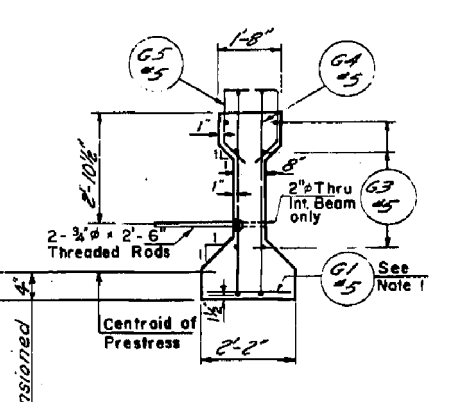 1'-8"
G5
#5
G4
#5
1"
1
1
8"
2'-10½"
1"
2"ø Thru
Int. Beam
only
G3
#5
2-¾"ø x 2'-6"
Threaded Rods
1
1
G1
#5
See
Note 1
4"
1½"
Centroid of
Prestress
2'-2"
nsioned